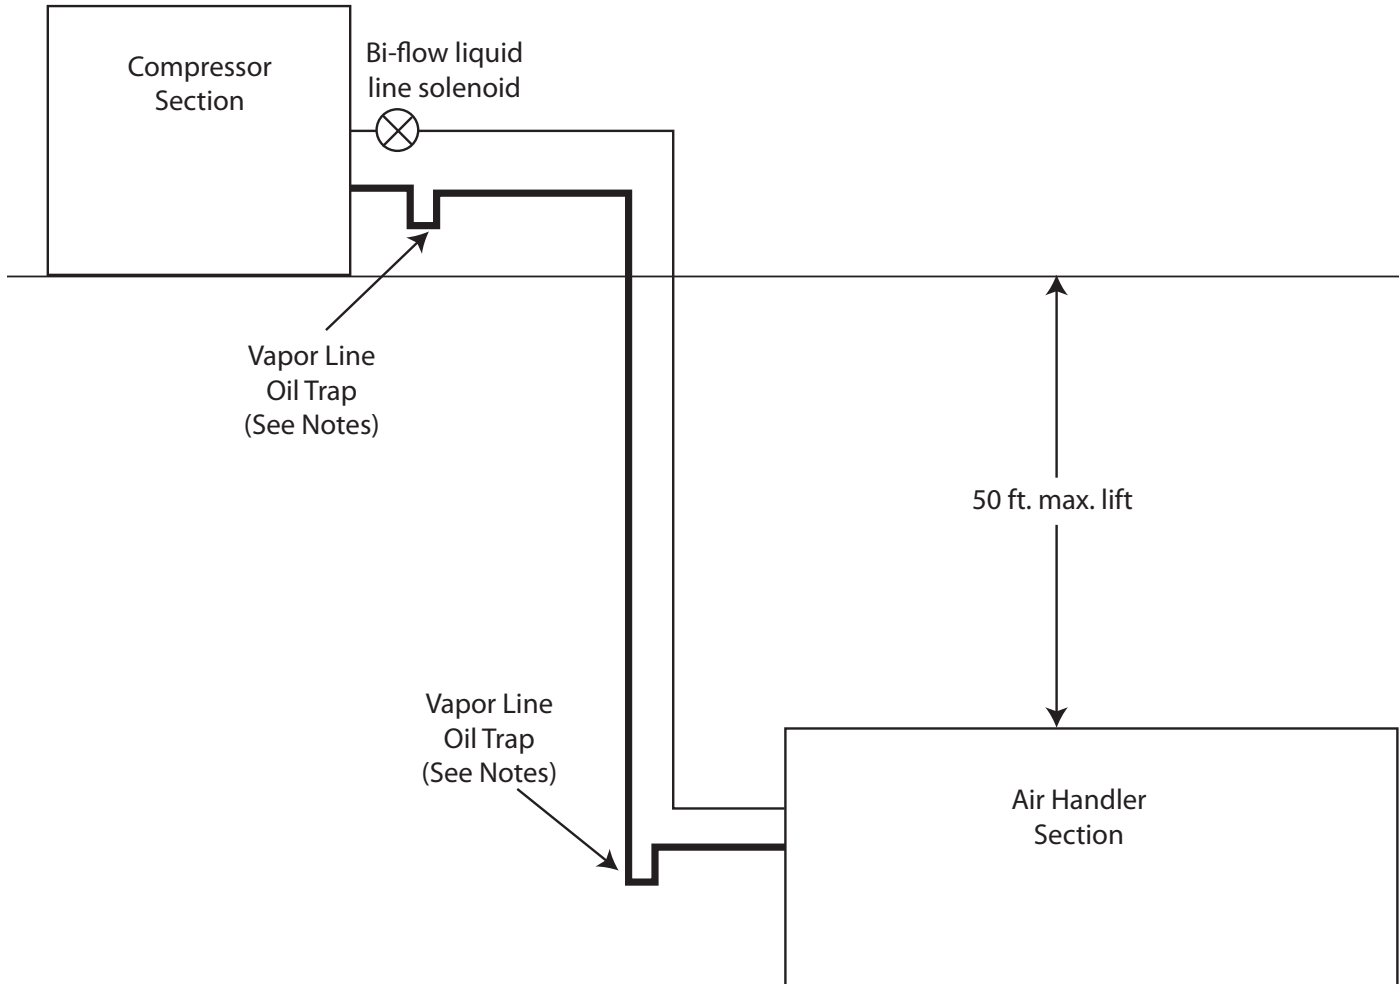 Compressor
Section
Bi-flow liquid
line solenoid
Vapor Line
Oil Trap
(See Notes)
50 ft. max. lift
Vapor Line
Oil Trap
(See Notes)
Air Handler
Section